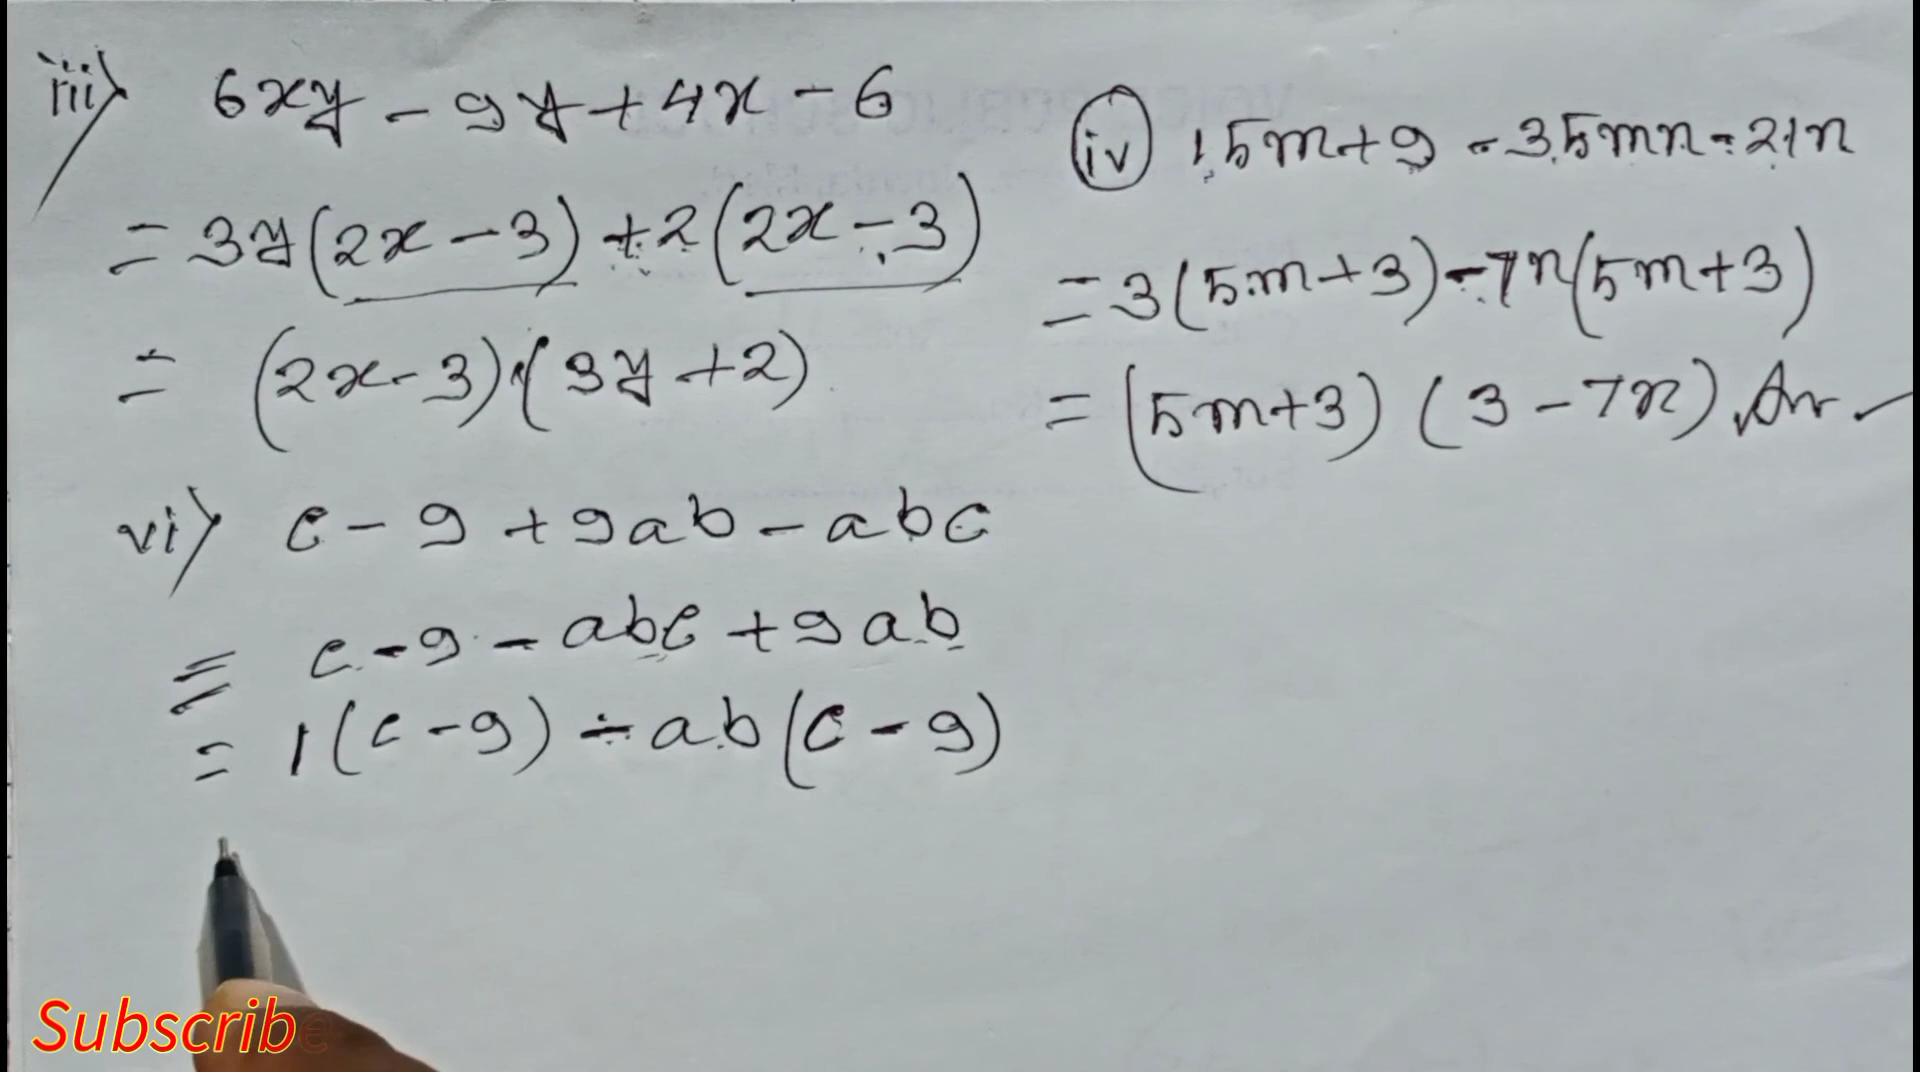 iii) 6xy - 9y + 4x - 6
= 3y(2x - 3) + 2(2x - 3)
= (2x - 3)(3y + 2)
iv) 15m + 9 - 35mn - 21n
= 3(5m + 3) - 7n(5m + 3)
= (5m + 3)(3 - 7n) Ans
vi) c - 9 + 9ab - abc
= c - 9 - abc + 9ab
= 1(c - 9) - ab(c - 9)
Subscribe